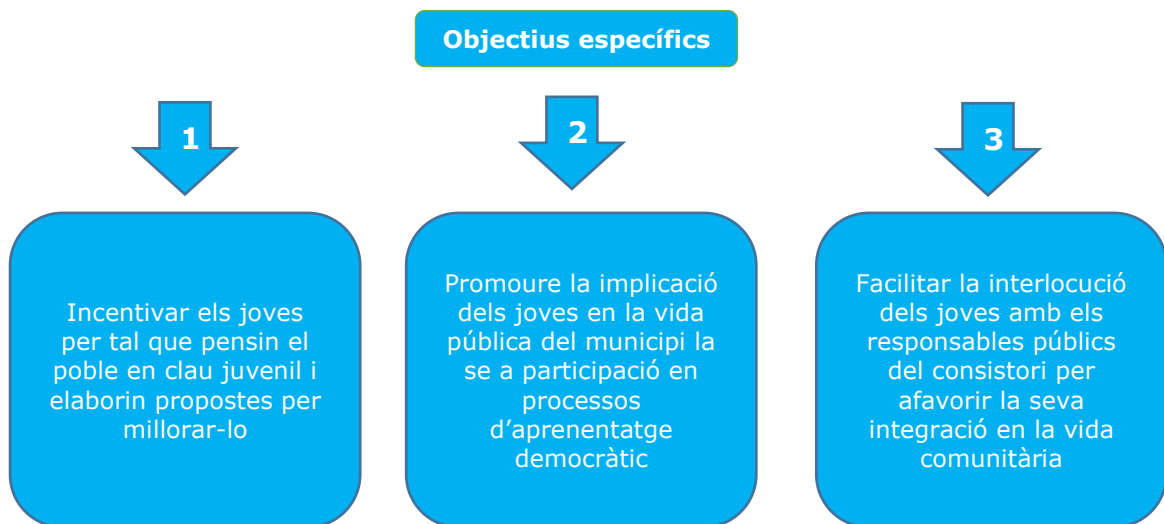 Objectius específics
1
2
3
Incentivar els joves
per tal que pensin el
poble en clau juvenil i
elaborin propostes per
millorar-lo
Promoure la implicació
dels joves en la vida
pública del municipi la
se a participació en
processos
d’aprenentatge
democràtic
Facilitar la interlocució
dels joves amb els
responsables públics
del consistori per
afavorir la seva
integració en la vida
comunitària